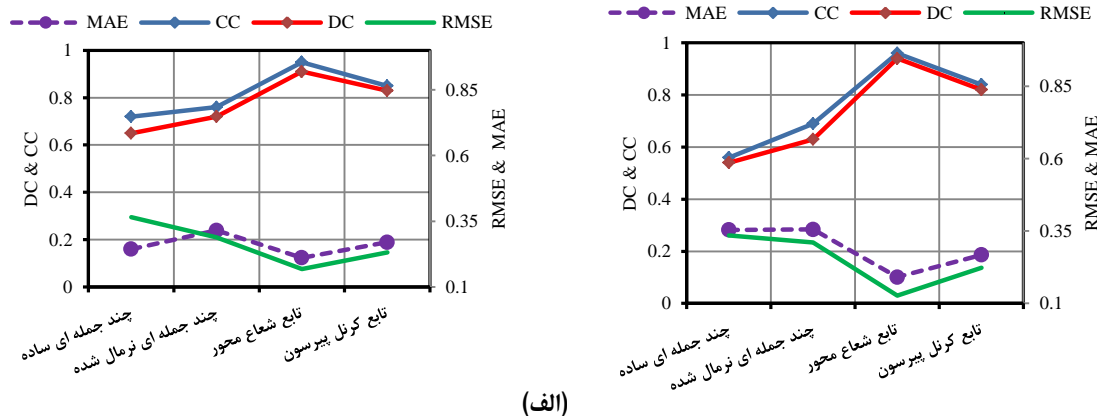 MAE CC DC RMSE
1
0.8
0.6
0.4
0.2
0
DC & CC
0.85
0.6
0.35
0.1
RMSE & MAE
چند جمله ای ساده
چند جمله ای نرمال شده
تابع شعاع محور
تابع کرنل پیرسون
MAE CC DC RMSE
1
0.8
0.6
0.4
0.2
0
DC & CC
0.85
0.6
0.35
0.1
RMSE & MAE
چند جمله ای ساده
چند جمله ای نرمال شده
تابع شعاع محور
تابع کرنل پیرسون
(الف)